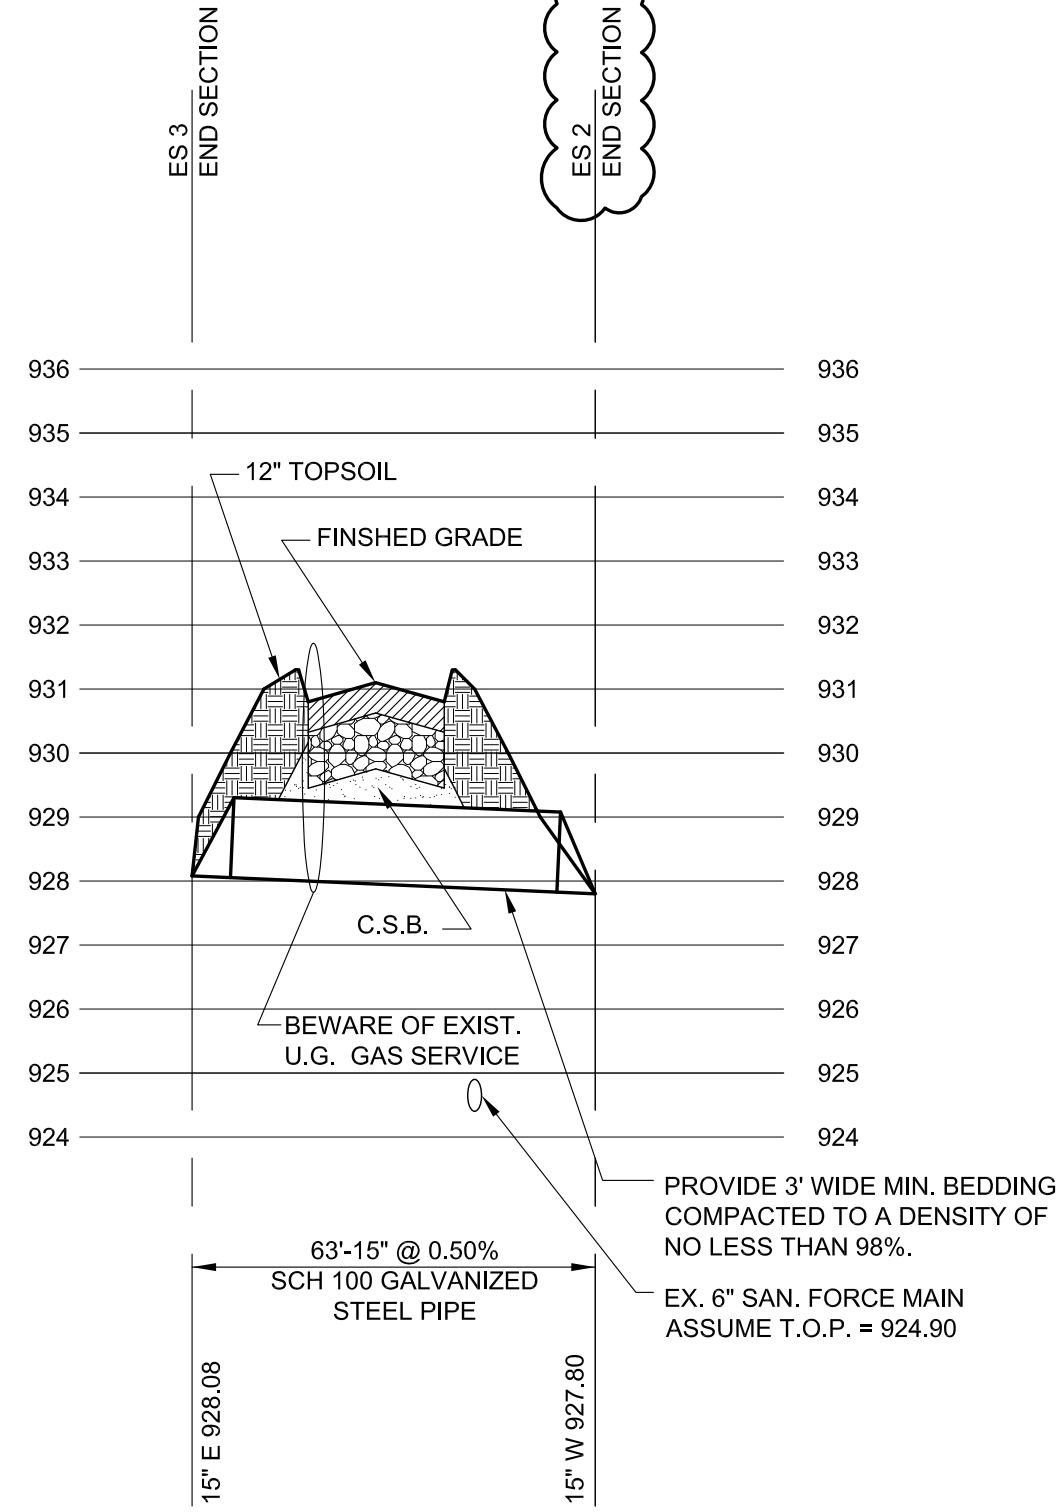 ES 3
END SECTION
ES 2
END SECTION
936 936
935 935
12" TOPSOIL
934 934
FINSHED GRADE
933 933
932 932
931 931
930 930
929 929
928 928
C.S.B.
927 927
926 926
BEWARE OF EXIST.
U.G. GAS SERVICE
925 925
924 924
PROVIDE 3' WIDE MIN. BEDDING
COMPACTED TO A DENSITY OF
NO LESS THAN 98%.
63'-15" @ 0.50%
SCH 100 GALVANIZED
STEEL PIPE
EX. 6" SAN. FORCE MAIN
ASSUME T.O.P. = 924.90
15" E 928.08
15" W 927.80